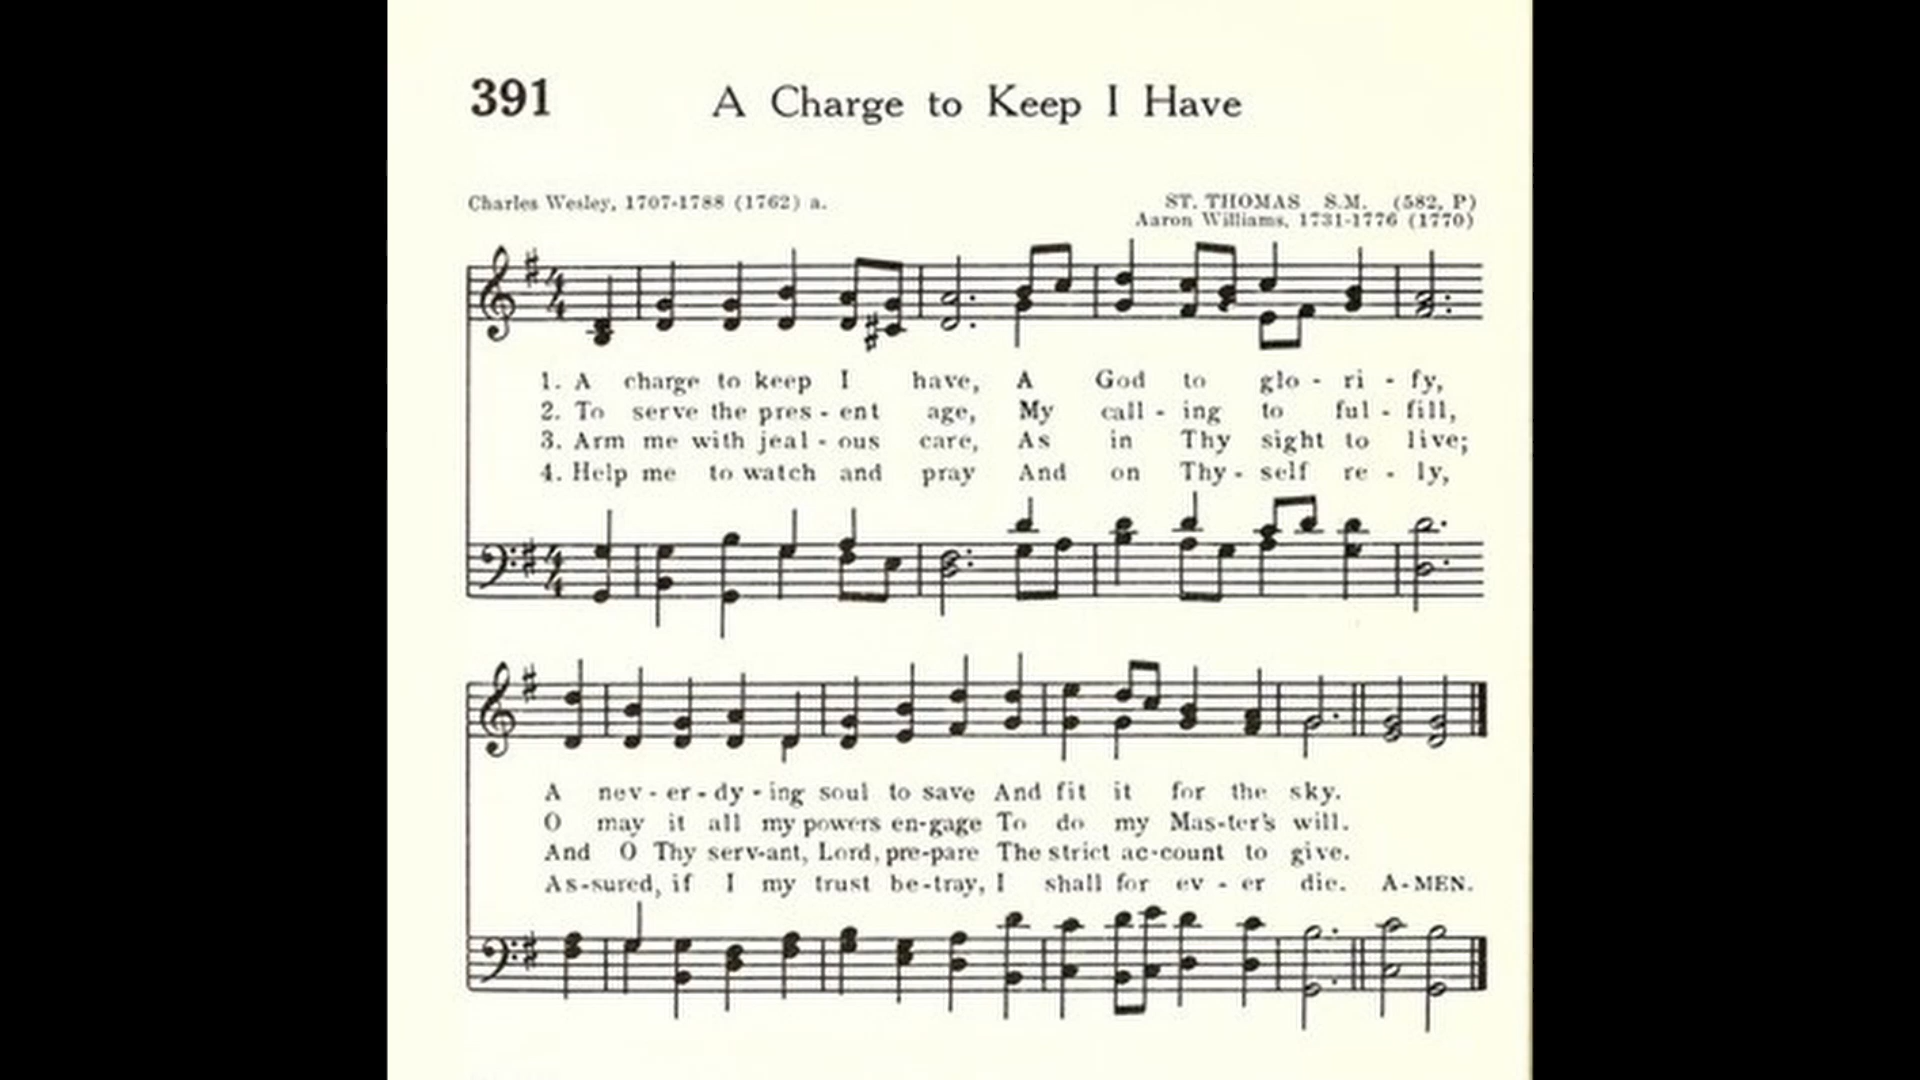 391 A Charge to Keep I Have
Charles Wesley, 1707-1788 (1762) a.
ST. THOMAS S.M. (582, P)
Aaron Williams, 1731-1776 (1770)
1. A charge to keep I have, A God to glo - ri - fy,
2. To serve the pres - ent age, My call - ing to ful - fill,
3. Arm me with jeal - ous care, As in Thy sight to live;
4. Help me to watch and pray And on Thy - self re - ly,
A nev - er - dy - ing soul to save And fit it for the sky.
O may it all my powers en-gage To do my Mas-ter's will.
And O Thy serv-ant, Lord, pre-pare The strict ac-count to give.
As-sured, if I my trust be-tray, I shall for ev - er die. A-MEN.